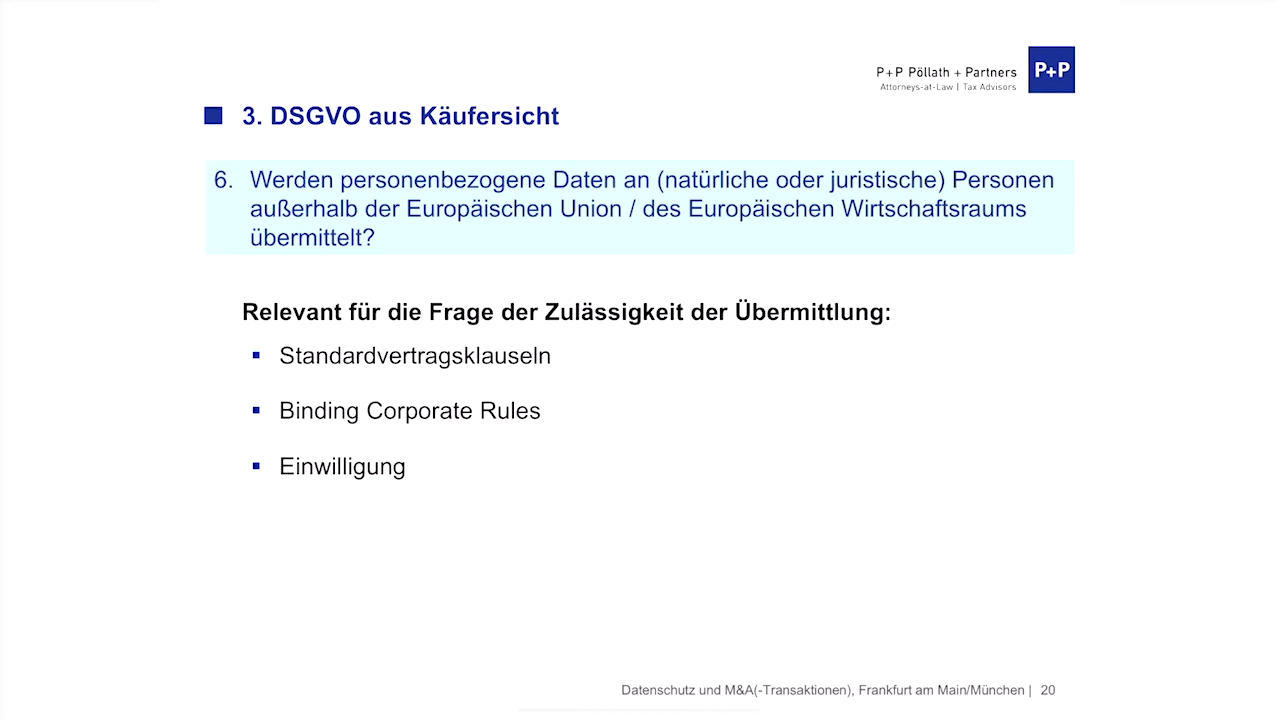 P+P Pöllath + Partners
Attorneys-at-Law | Tax Advisors
P+P
3. DSGVO aus Käufersicht
6. Werden personenbezogene Daten an (natürliche oder juristische) Personen
außerhalb der Europäischen Union / des Europäischen Wirtschaftsraums
übermittelt?
Relevant für die Frage der Zulässigkeit der Übermittlung:
Standardvertragsklauseln
Binding Corporate Rules
Einwilligung
Datenschutz und M&A(-Transaktionen), Frankfurt am Main/München | 20